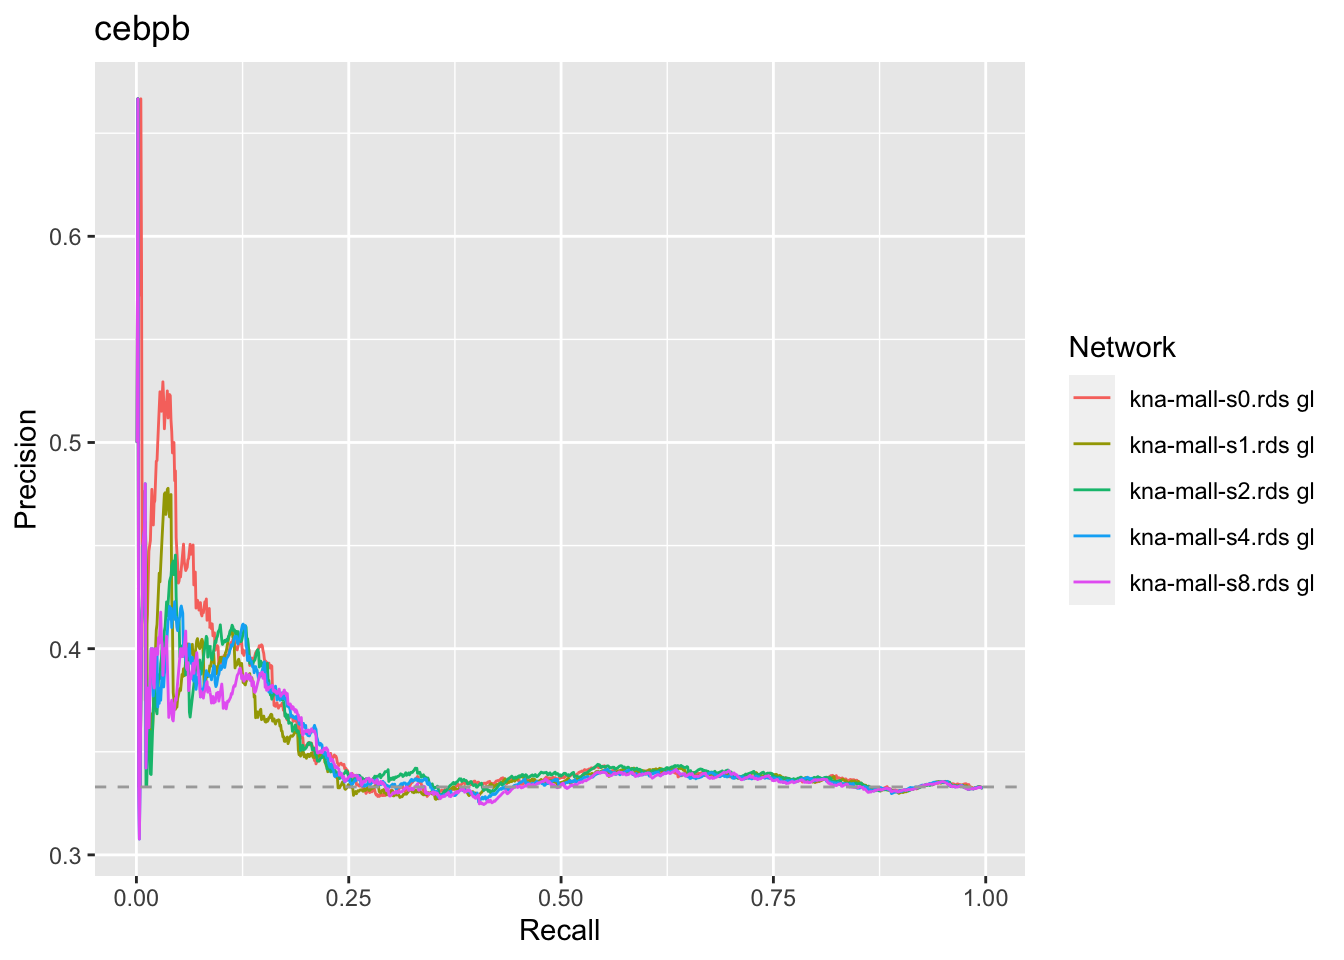 cebpb
0.6
0.5
0.4
0.3
Precision
0.00 0.25 0.50 0.75 1.00
Recall
Network
kna-mall-s0.rds gl
kna-mall-s1.rds gl
kna-mall-s2.rds gl
kna-mall-s4.rds gl
kna-mall-s8.rds gl